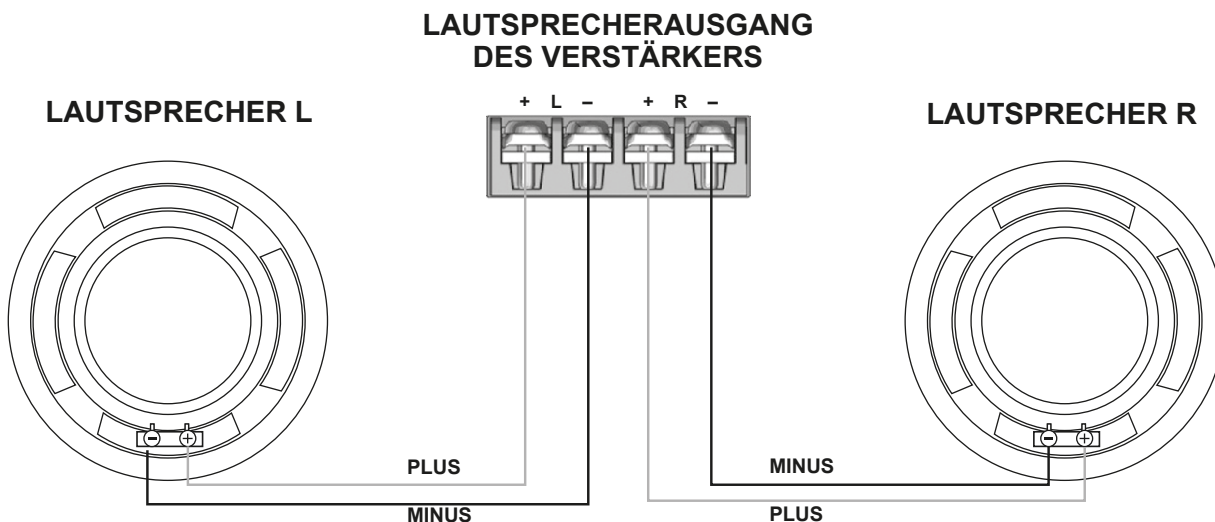 LAUTSPRECHERAUSGANG
DES VERSTÄRKERS
LAUTSPRECHER L
+ L – + R –
LAUTSPRECHER R
– +
– +
PLUS
MINUS
MINUS
PLUS